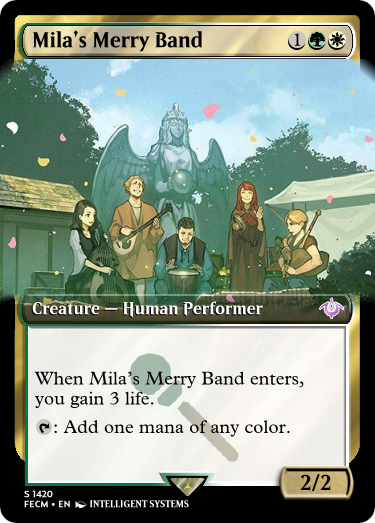 Mila's Merry Band 1
Creature — Human Performer
When Mila's Merry Band enters,
you gain 3 life.
: Add one mana of any color.
2/2
S 1420
FECM • EN INTELLIGENT SYSTEMS